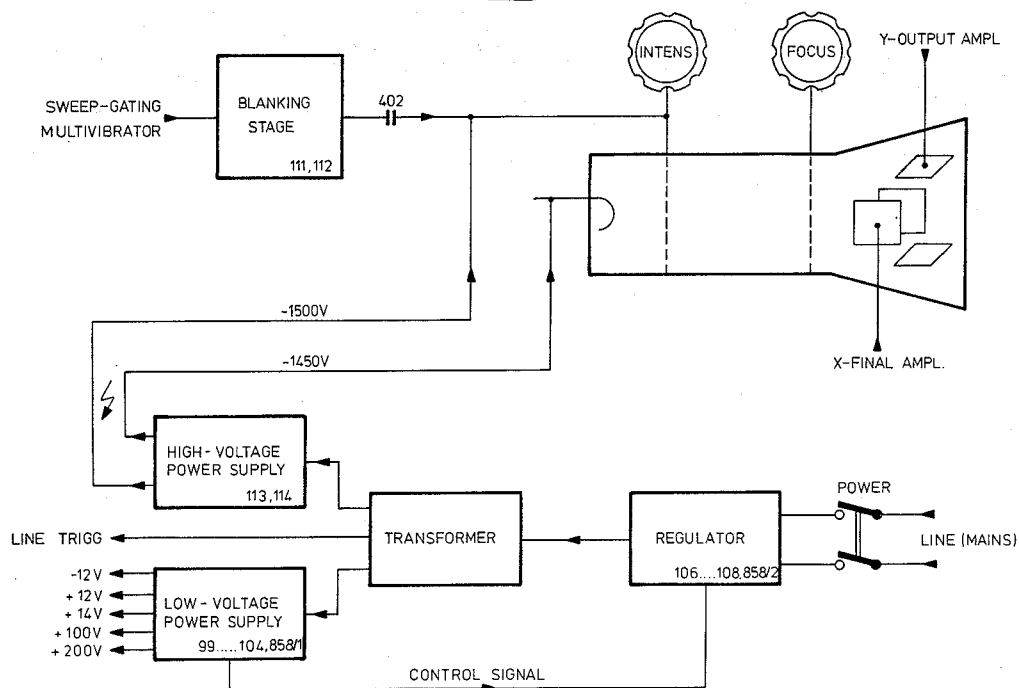 INTENS
FOCUS
Y-OUTPUT AMPL
SWEEP-GATING
MULTIVIBRATOR
BLANKING
STAGE
111,112
402
-1500V
-1450V
X-FINAL AMPL.
HIGH-VOLTAGE
POWER SUPPLY
113,114
LINE TRIGG
TRANSFORMER
REGULATOR
106....108,858/2
POWER
LINE (MAINS)
-12V
+12V
+14V
+100V
+200V
LOW-VOLTAGE
POWER SUPPLY
99.....104,858/1
CONTROL SIGNAL